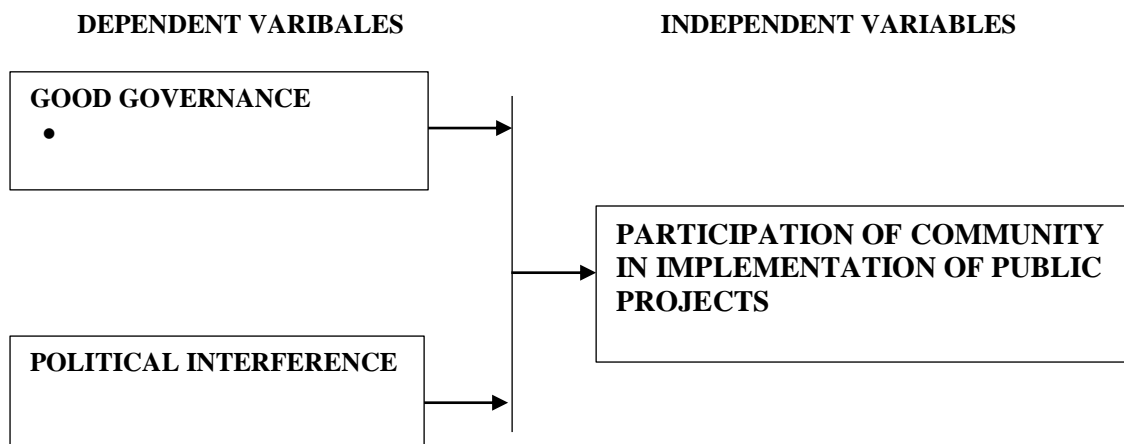 DEPENDENT VARIBALES
INDEPENDENT VARIABLES
GOOD GOVERNANCE
•
PARTICIPATION OF COMMUNITY
IN IMPLEMENTATION OF PUBLIC
PROJECTS
POLITICAL INTERFERENCE